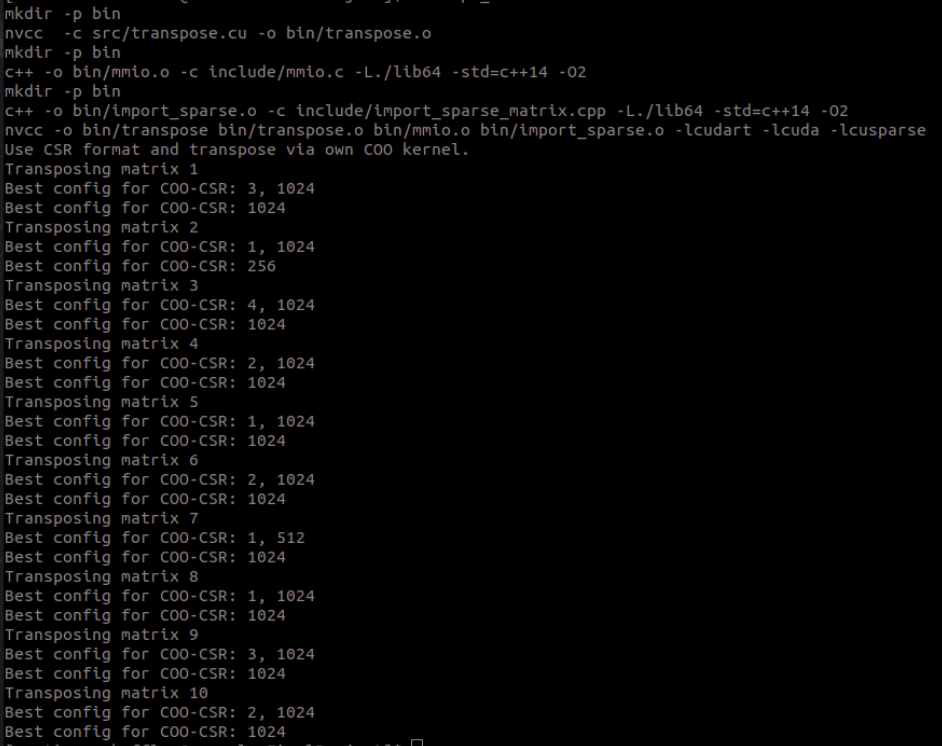 mkdir -p bin
nvcc  -c src/transpose.cu -o bin/transpose.o
mkdir -p bin
c++ -o bin/mmio.o -c include/mmio.c -L./lib64 -std=c++14 -O2
mkdir -p bin
c++ -o bin/import_sparse.o -c include/import_sparse_matrix.cpp -L./lib64 -std=c++14 -O2
nvcc -o bin/transpose bin/transpose.o bin/mmio.o bin/import_sparse.o -lcudart -lcuda -lcusparse
Use CSR format and transpose via own COO kernel.
Transposing matrix 1
Best config for COO-CSR: 3, 1024
Best config for COO-CSR: 1024
Transposing matrix 2
Best config for COO-CSR: 1, 1024
Best config for COO-CSR: 256
Transposing matrix 3
Best config for COO-CSR: 4, 1024
Best config for COO-CSR: 1024
Transposing matrix 4
Best config for COO-CSR: 2, 1024
Best config for COO-CSR: 1024
Transposing matrix 5
Best config for COO-CSR: 1, 1024
Best config for COO-CSR: 1024
Transposing matrix 6
Best config for COO-CSR: 2, 1024
Best config for COO-CSR: 1024
Transposing matrix 7
Best config for COO-CSR: 1, 512
Best config for COO-CSR: 1024
Transposing matrix 8
Best config for COO-CSR: 1, 1024
Best config for COO-CSR: 1024
Transposing matrix 9
Best config for COO-CSR: 3, 1024
Best config for COO-CSR: 1024
Transposing matrix 10
Best config for COO-CSR: 2, 1024
Best config for COO-CSR: 1024